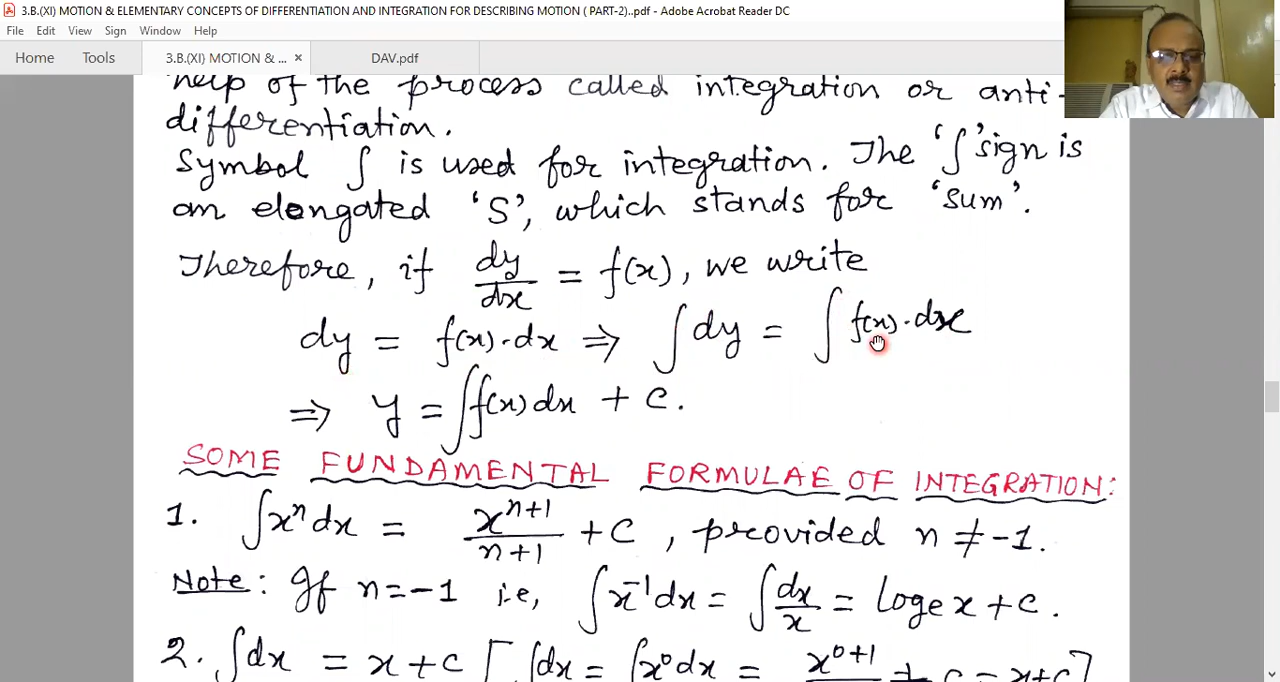 3.B.(XI) MOTION & ELEMENTARY CONCEPTS OF DIFFERENTIATION AND INTEGRATION FOR DESCRIBING MOTION ( PART-2)..pdf - Adobe Acrobat Reader DC
File Edit View Sign Window Help
Home Tools 3.B.(XI) MOTION & ... × DAV.pdf
help of the process called integration or anti-
differentiation.
Symbol ∫ is used for integration. The '∫' sign is
an elongated 'S', which stands for 'sum'.
Therefore, if dy/dx = f(x), we write
dy = f(x)·dx ⇒ ∫dy = ∫f(x)·dx
⇒ y = ∫f(x)dx + c.
SOME FUNDAMENTAL FORMULAE OF INTEGRATION:
1. ∫xⁿdx = xⁿ⁺¹/n+1 + C, provided n ≠ -1.
Note: If n = -1 i.e, ∫x⁻¹dx = ∫dx/x = logex + c.
2. ∫dx = x + c [∫dx = ∫x⁰dx = x⁰⁺¹/ + c = x+c]